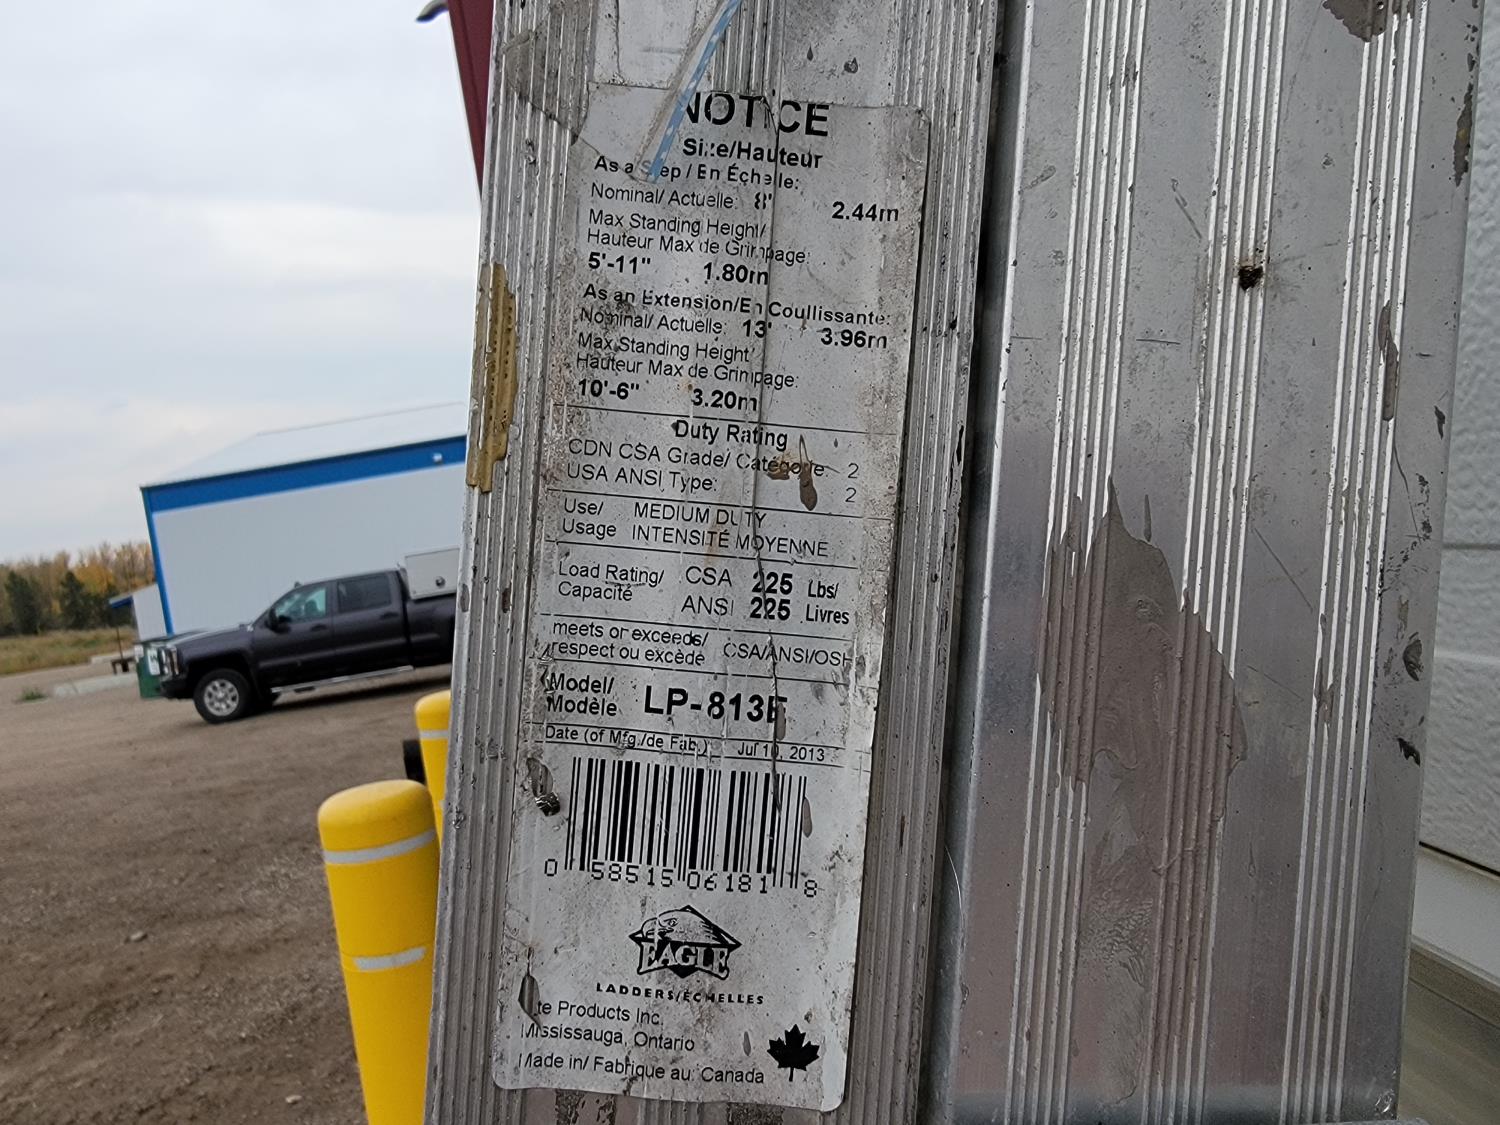 NOTICE
Size/Hauteur
As a Step / En Échelle:
Nominal/ Actuelle: 8' 2.44m
Max Standing Height/
Hauteur Max de Grimpage:
5'-11" 1.80m
As an Extension/En Coullissante:
Nominal/ Actuelle: 13' 3.96m
Max Standing Height/
Hauteur Max de Grimpage:
10'-6" 3.20m
Duty Rating
CDN CSA Grade/ Catégorie: 2
USA ANSI Type: 2
Use/ MEDIUM DUTY
Usage INTENSITÉ MOYENNE
Load Rating/ CSA 225 Lbs/
Capacité ANSI 225 Livres
meets or exceeds/
respect ou excède CSA/ANSI/OSH
Model/
Modèle LP-813E
Date (of Mfg./de Fab.) Jul 10, 2013
0 58515 06181 8
EAGLE
LADDERS/ÉCHELLES
Products Inc.
Mississauga, Ontario
Made in/ Fabrique au: Canada